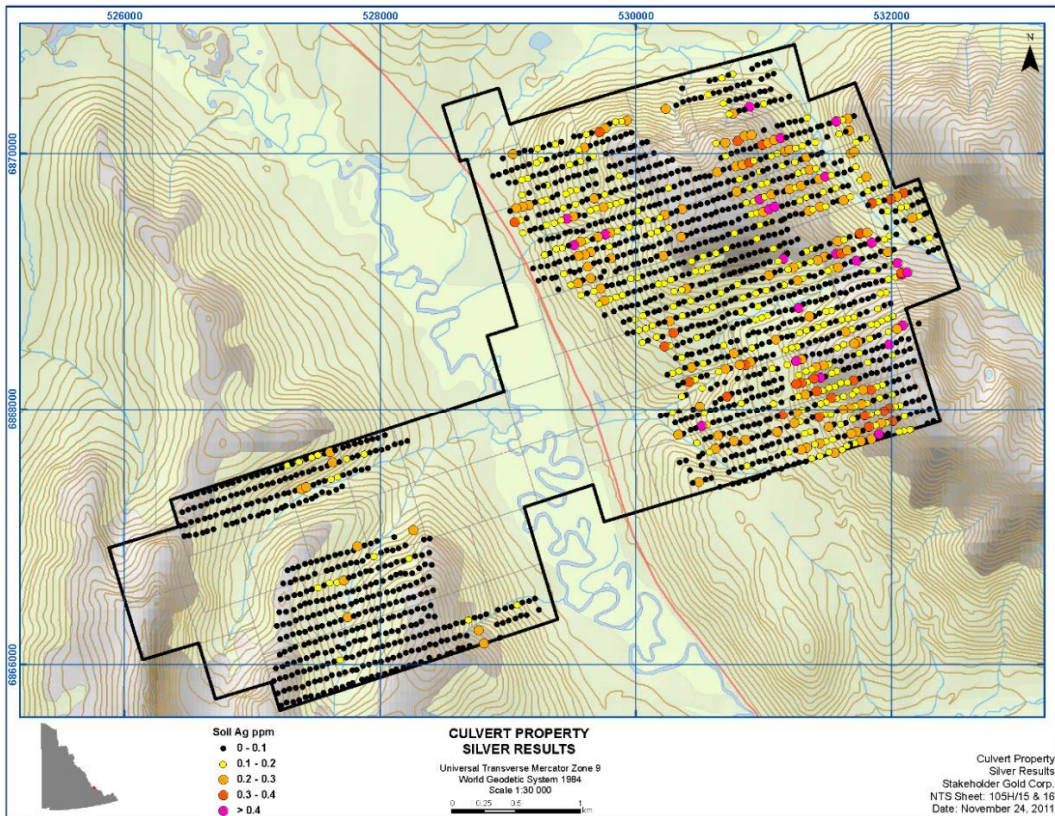 526000 528000 530000 532000
N
6870000
6868000
6866000
Soil Ag ppm
0 - 0.1
0.1 - 0.2
0.2 - 0.3
0.3 - 0.4
> 0.4
CULVERT PROPERTY
SILVER RESULTS
Universal Transverse Mercator Zone 9
World Geodetic System 1984
Scale 1:30 000
0 0.25 0.5 1
km
Culvert Property
Silver Results
Stakeholder Gold Corp.
NTS Sheet: 105H/15 & 16
Date: November 24, 2011